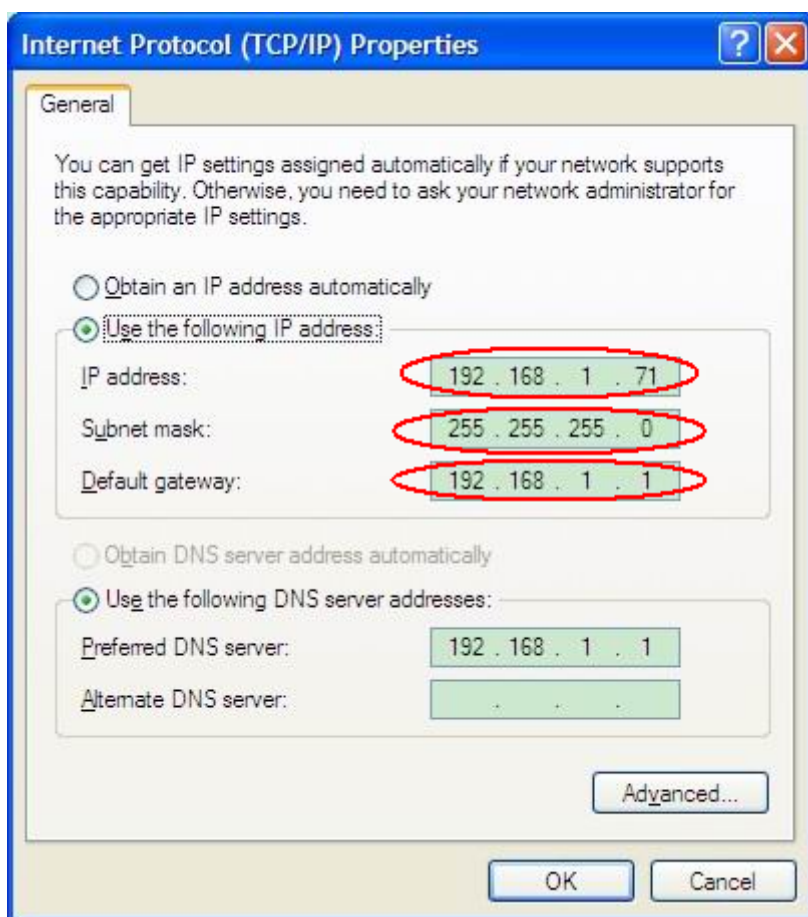 Internet Protocol (TCP/IP) Properties
General
You can get IP settings assigned automatically if your network supports
this capability. Otherwise, you need to ask your network administrator for
the appropriate IP settings.
Obtain an IP address automatically
Use the following IP address:
IP address: 192 . 168 . 1 . 71
Subnet mask: 255 . 255 . 255 . 0
Default gateway: 192 . 168 . 1 . 1
Obtain DNS server address automatically
Use the following DNS server addresses:
Preferred DNS server: 192 . 168 . 1 . 1
Alternate DNS server: . . .
Advanced...
OK Cancel